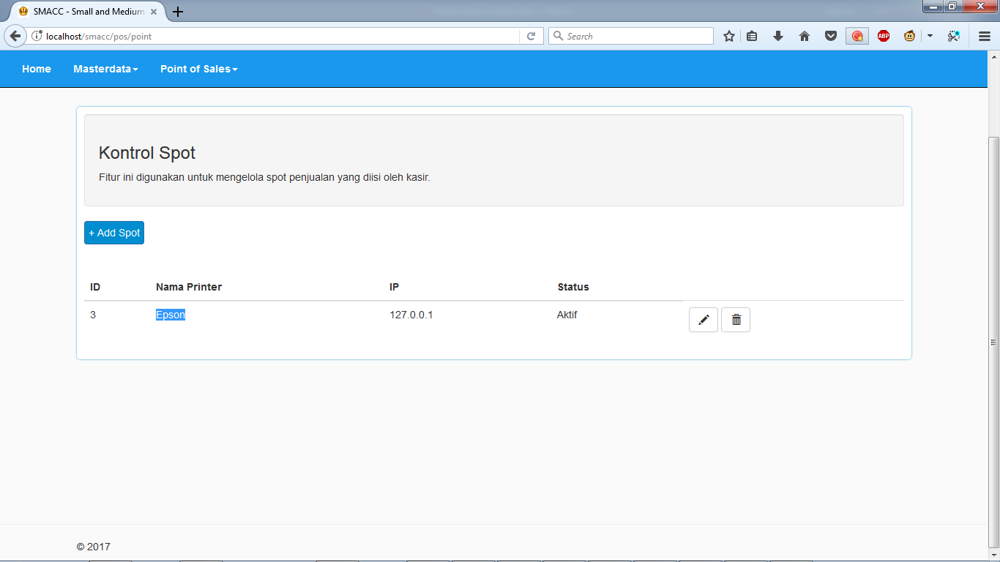 SMACC - Small and Medium
localhost/smacc/pos/point
Search
ABP
Home Masterdata Point of Sales
Kontrol Spot
Fitur ini digunakan untuk mengelola spot penjualan yang diisi oleh kasir.
+ Add Spot
ID Nama Printer IP Status
3 Epson 127.0.0.1 Aktif
© 2017